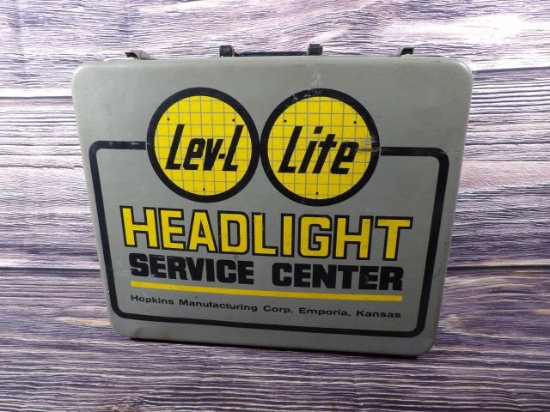 Lev-L Lite
HEADLIGHT
SERVICE CENTER
Hopkins Manufacturing Corp. Emporia, Kansas